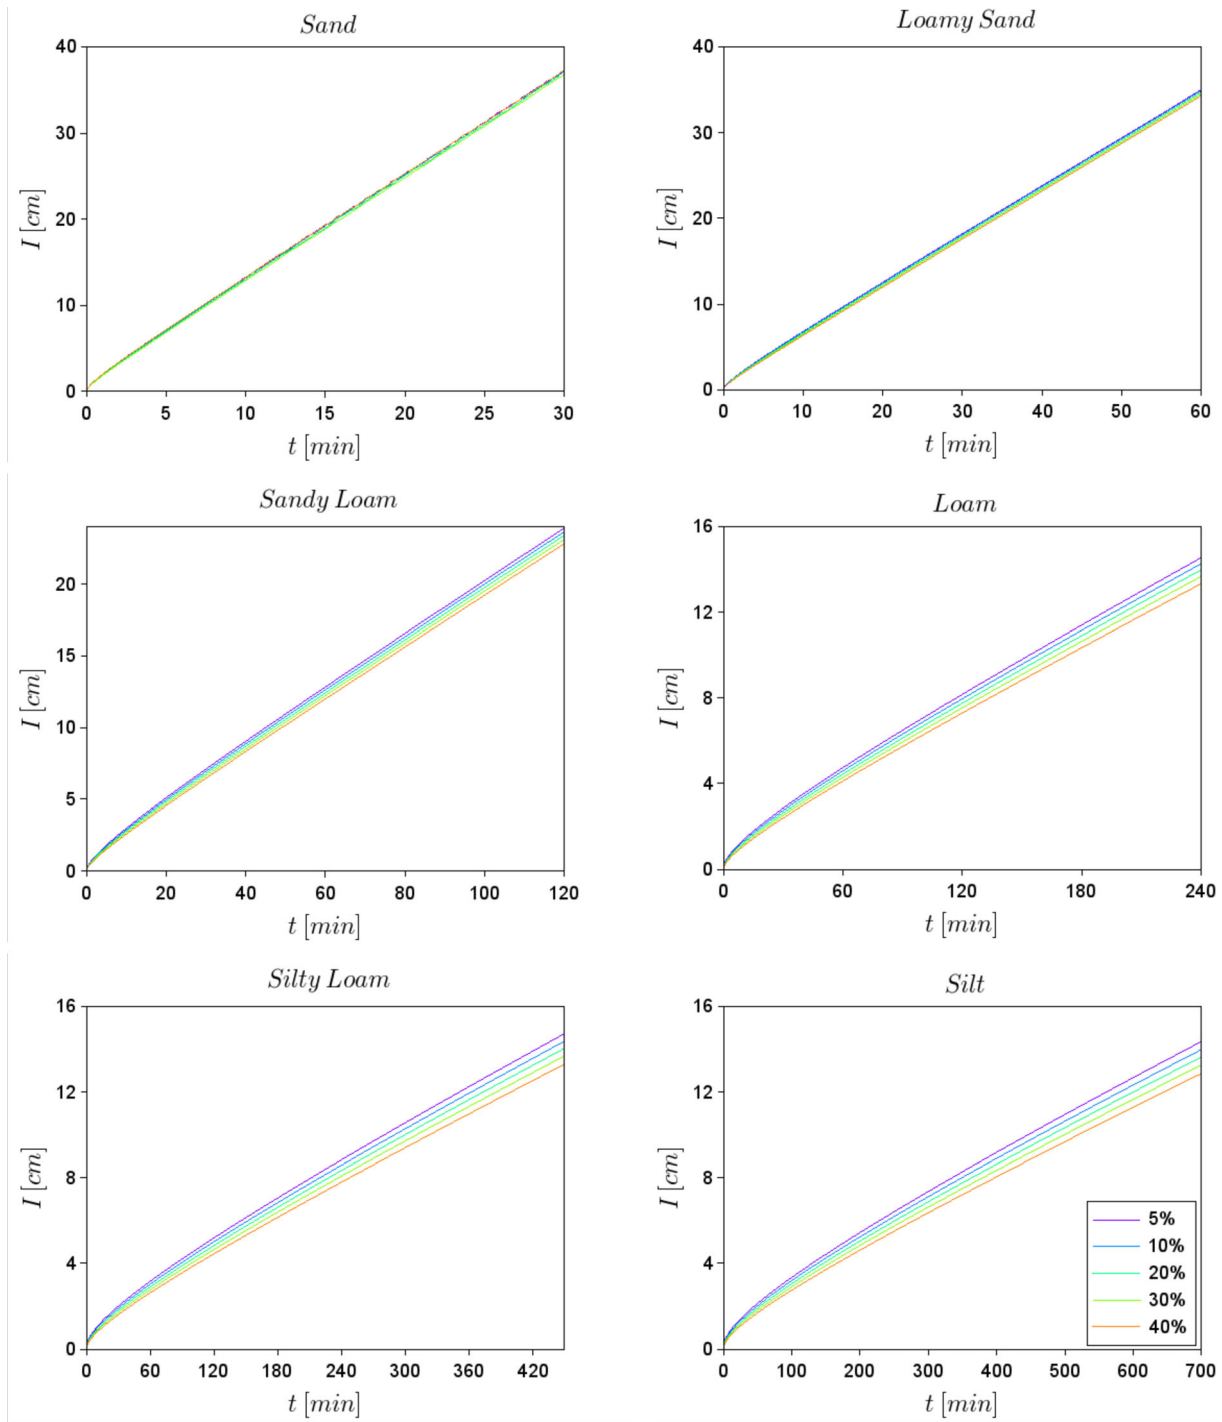 Sand
40
30
20
10
0
I [cm]
0 5 10 15 20 25 30
t [min]
Loamy Sand
40
30
20
10
0
I [cm]
0 10 20 30 40 50 60
t [min]
Sandy Loam
20
15
10
5
0
I [cm]
0 20 40 60 80 100 120
t [min]
Loam
16
12
8
4
0
I [cm]
0 60 120 180 240
t [min]
Silty Loam
16
12
8
4
0
I [cm]
0 60 120 180 240 300 360 420
t [min]
Silt
16
12
8
4
0
I [cm]
5%
10%
20%
30%
40%
0 100 200 300 400 500 600 700
t [min]